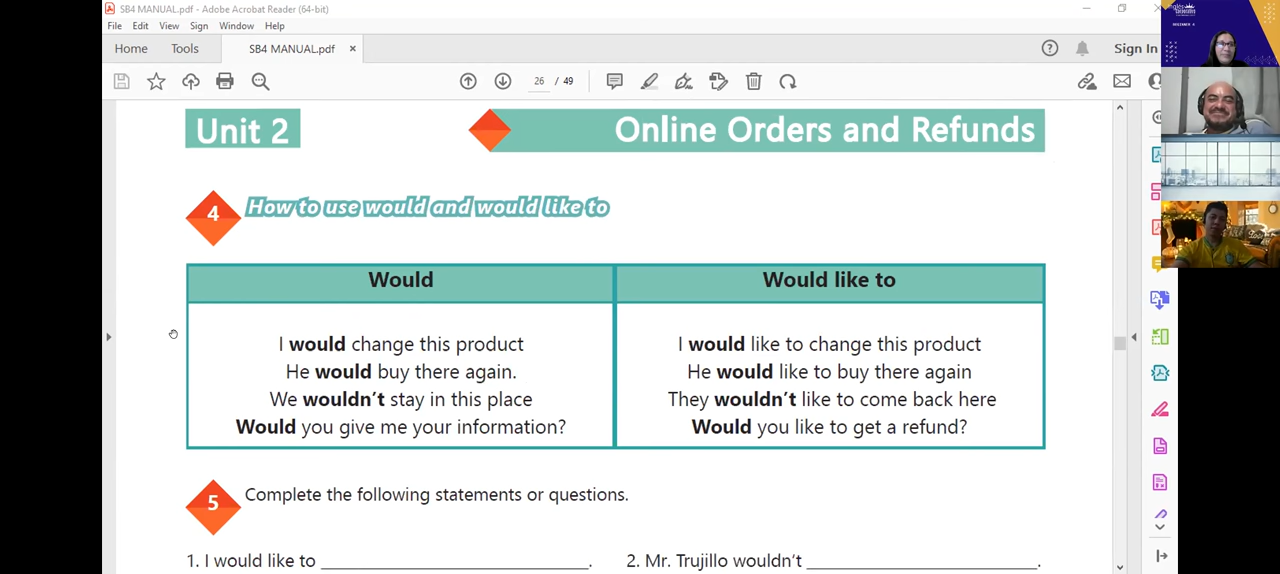 SB4 MANUAL.pdf - Adobe Acrobat Reader (64-bit)
File Edit View Sign Window Help
Home Tools SB4 MANUAL.pdf × Sign In
26 / 49
Unit 2
Online Orders and Refunds
4 How to use would and would like to
Would
I would change this product
He would buy there again.
We wouldn't stay in this place
Would you give me your information?
Would like to
I would like to change this product
He would like to buy there again
They wouldn't like to come back here
Would you like to get a refund?
5 Complete the following statements or questions.
1. I would like to ______________________________.
2. Mr. Trujillo wouldn't __________________________.
BEGINNER 4